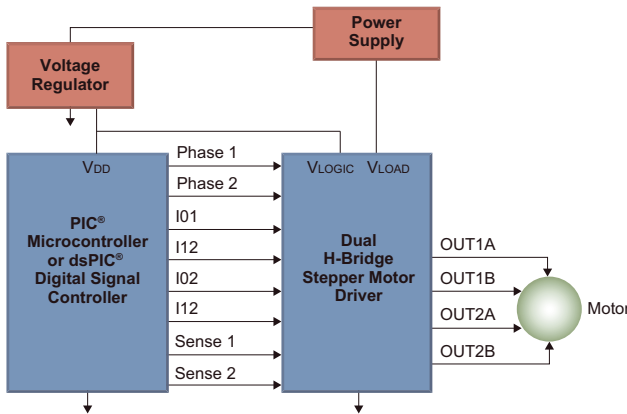 Power
Supply
Voltage
Regulator
VDD
PIC®
Microcontroller
or dsPIC®
Digital Signal
Controller
Phase 1
Phase 2
I01
I12
I02
I12
Sense 1
Sense 2
VLOGIC VLOAD
Dual
H-Bridge
Stepper Motor
Driver
OUT1A
OUT1B
OUT2A
OUT2B
Motor